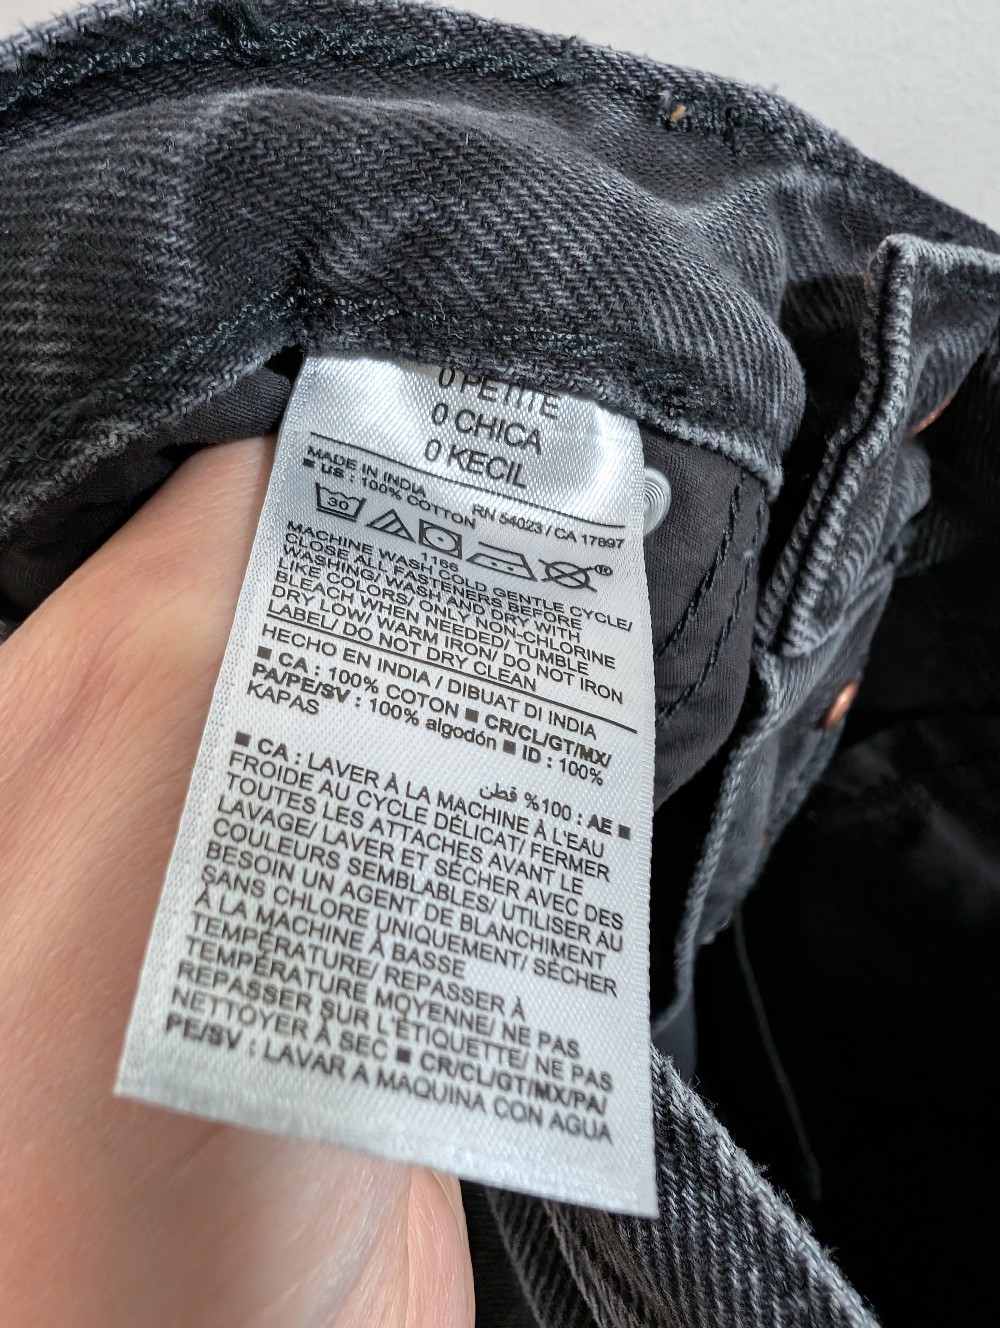 0 PETITE
0 CHICA
0 KECIL
MADE IN INDIA
RN 54023 / CA 17897
■ US : 100% COTTON
30
1166
®
MACHINE WASH COLD GENTLE CYCLE/
CLOSE ALL FASTENERS BEFORE
WASHING/ WASH AND DRY WITH
LIKE COLORS/ ONLY NON-CHLORINE
BLEACH WHEN NEEDED/ TUMBLE
DRY LOW/ WARM IRON/ DO NOT IRON
LABEL/ DO NOT DRY CLEAN
HECHO EN INDIA / DIBUAT DI INDIA
■ CA : 100% COTON ■ CR/CL/GT/MX/
PA/PE/SV : 100% algodón ■ ID : 100%
KAPAS
■ AE : 100% قطن
■ CA : LAVER À LA MACHINE À L'EAU
FROIDE AU CYCLE DÉLICAT/ FERMER
TOUTES LES ATTACHES AVANT LE
LAVAGE/ LAVER ET SÉCHER AVEC DES
COULEURS SEMBLABLES/ UTILISER AU
BESOIN UN AGENT DE BLANCHIMENT
SANS CHLORE UNIQUEMENT/ SÉCHER
À LA MACHINE À BASSE
TEMPÉRATURE/ REPASSER À
TEMPÉRATURE MOYENNE/ NE PAS
REPASSER SUR L'ÉTIQUETTE/ NE PAS
NETTOYER À SEC ■ CR/CL/GT/MX/PA/
PE/SV : LAVAR A MAQUINA CON AGUA